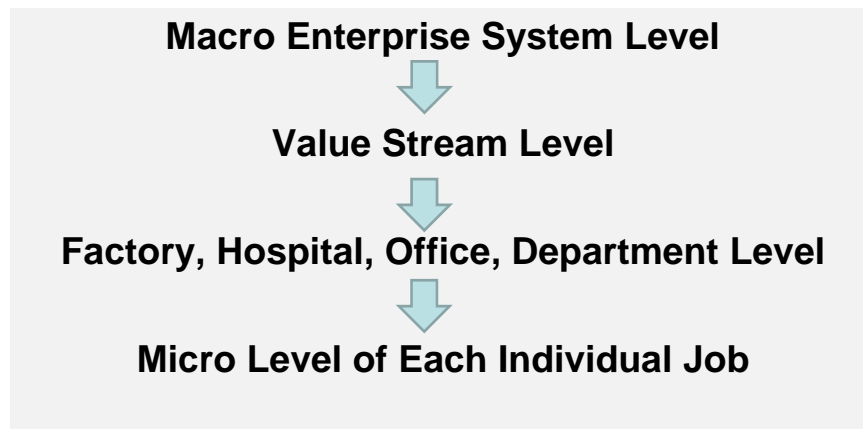 Macro Enterprise System Level
Value Stream Level
Factory, Hospital, Office, Department Level
Micro Level of Each Individual Job